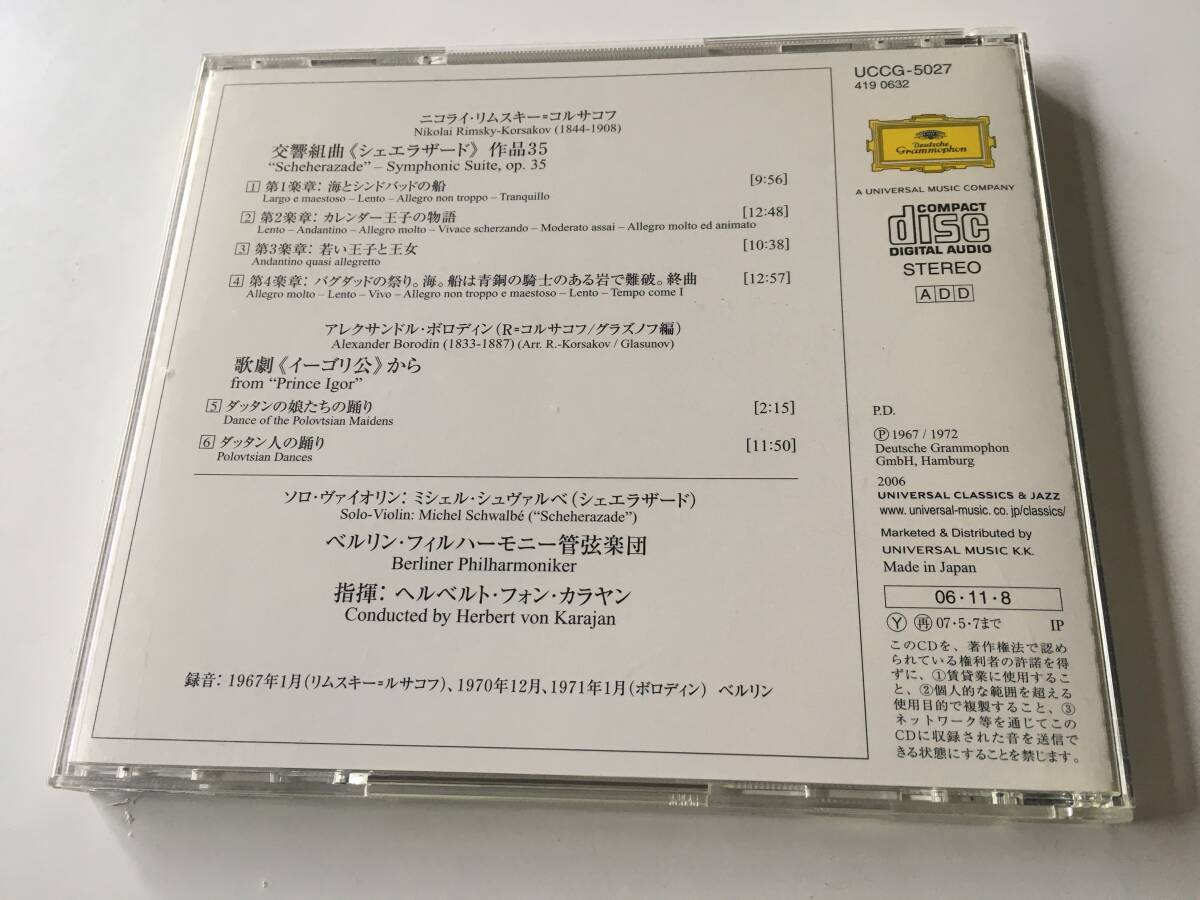 ニコライ・リムスキー＝コルサコフ
Nikolai Rimsky-Korsakov (1844-1908)
交響組曲《シェエラザード》 作品35
“Scheherazade” – Symphonic Suite, op. 35
1 第1楽章: 海とシンドバッドの船 [9:56]
Largo e maestoso – Lento – Allegro non troppo – Tranquillo
2 第2楽章: カレンダー王子の物語 [12:48]
Lento – Andantino – Allegro molto – Vivace scherzando – Moderato assai – Allegro molto ed animato
3 第3楽章: 若い王子と王女 [10:38]
Andantino quasi allegretto
4 第4楽章: バグダッドの祭り。海。船は青銅の騎士のある岩で難破。終曲 [12:57]
Allegro molto – Lento – Vivo – Allegro non troppo e maestoso – Lento – Tempo come I
アレクサンドル・ボロディン(R=コルサコフ/グラズノフ編)
Alexander Borodin (1833-1887) (Arr. R.-Korsakov / Glasunov)
歌劇《イーゴリ公》から
from “Prince Igor”
5 ダッタンの娘たちの踊り [2:15]
Dance of the Polovtsian Maidens
6 ダッタン人の踊り [11:50]
Polovtsian Dances
ソロ・ヴァイオリン: ミシェル・シュヴァルベ(シェエラザード)
Solo-Violin: Michel Schwalbé (“Scheherazade”)
ベルリン・フィルハーモニー管弦楽団
Berliner Philharmoniker
指揮: ヘルベルト・フォン・カラヤン
Conducted by Herbert von Karajan
録音: 1967年1月(リムスキー=ルサコフ)、1970年12月、1971年1月(ボロディン) ベルリン
UCCG-5027
419 0632
Deutsche
Grammophon
A UNIVERSAL MUSIC COMPANY
COMPACT
disc
DIGITAL AUDIO
STEREO
A D D
P.D.
Ⓟ 1967 / 1972
Deutsche Grammophon
GmbH, Hamburg
2006
UNIVERSAL CLASSICS & JAZZ
www. universal-music. co. jp/classics/
Marketed & Distributed by
UNIVERSAL MUSIC K.K.
Made in Japan
06・11・8
Ⓨ 再 07・5・7まで IP
このCDを、著作権法で認め
られている権利者の許諾を得
ずに、①賃貸業に使用するこ
と、②個人的な範囲を超える
使用目的で複製すること、③
ネットワーク等を通じてこの
CDに収録された音を送信で
きる状態にすることを禁じます。